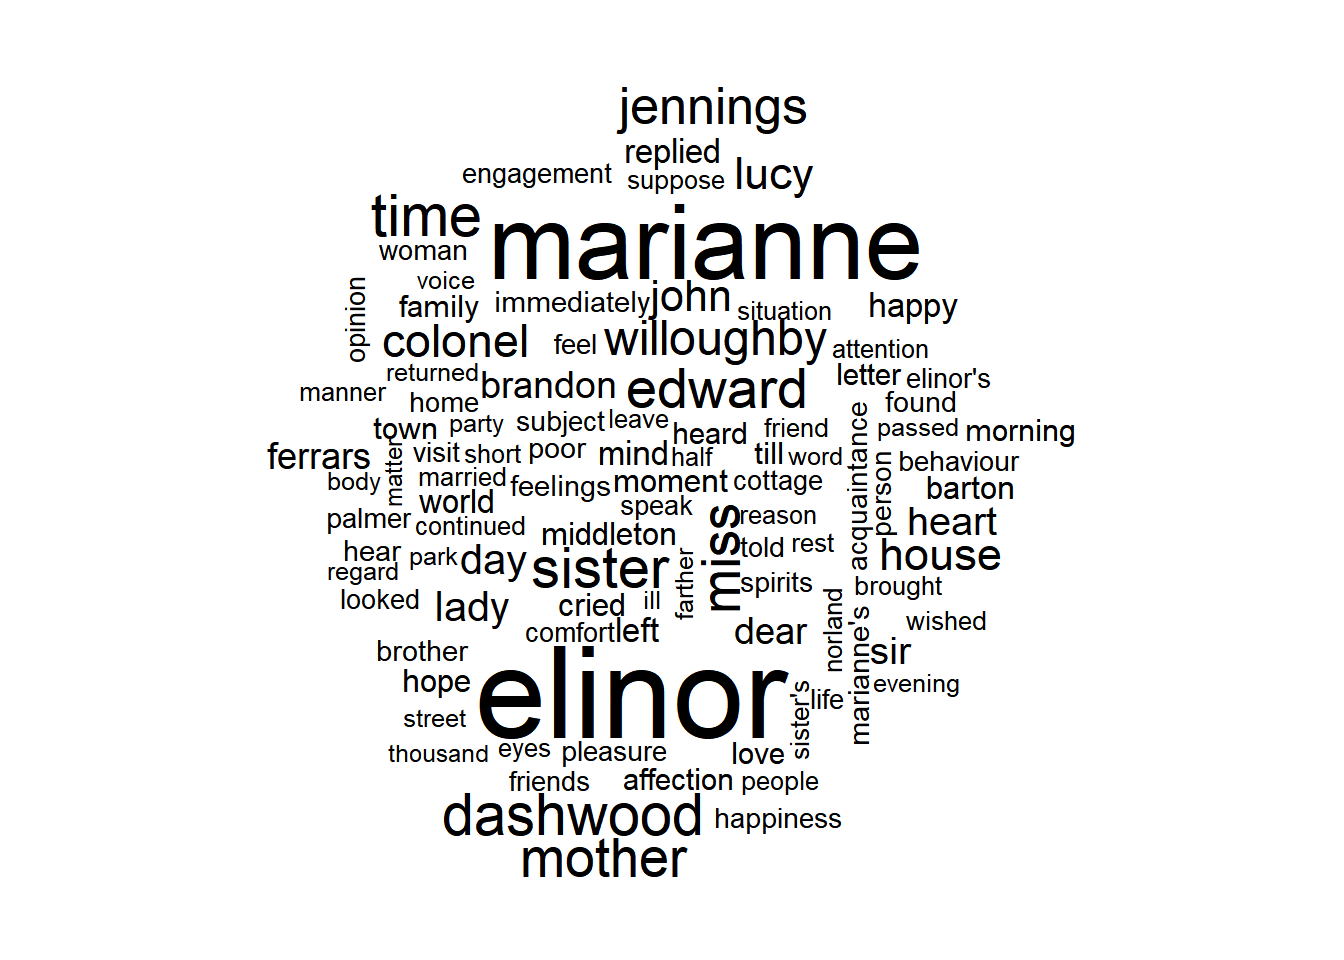 jennings
replied
engagement
suppose
lucy
time
marianne
woman
voice
opinion
family
immediately
john
situation
happy
colonel
feel
willoughby
attention
returned
manner
brandon
edward
letter
elinor's
home
found
town
party
subject
leave
heard
friend
acquaintance
passed
morning
ferrars
matter
visit
short
poor
mind
half
till
word
person
behaviour
body
married
feelings
moment
cottage
barton
world
speak
palmer
continued
middleton
miss
reason
heart
hear
park
day
sister
farther
told
rest
house
regard
spirits
brought
looked
lady
cried
ill
norland
marianne's
wished
comfort
left
dear
sir
brother
hope
elinor
sister's
life
evening
street
thousand
eyes
pleasure
love
friends
affection
people
dashwood
happiness
mother